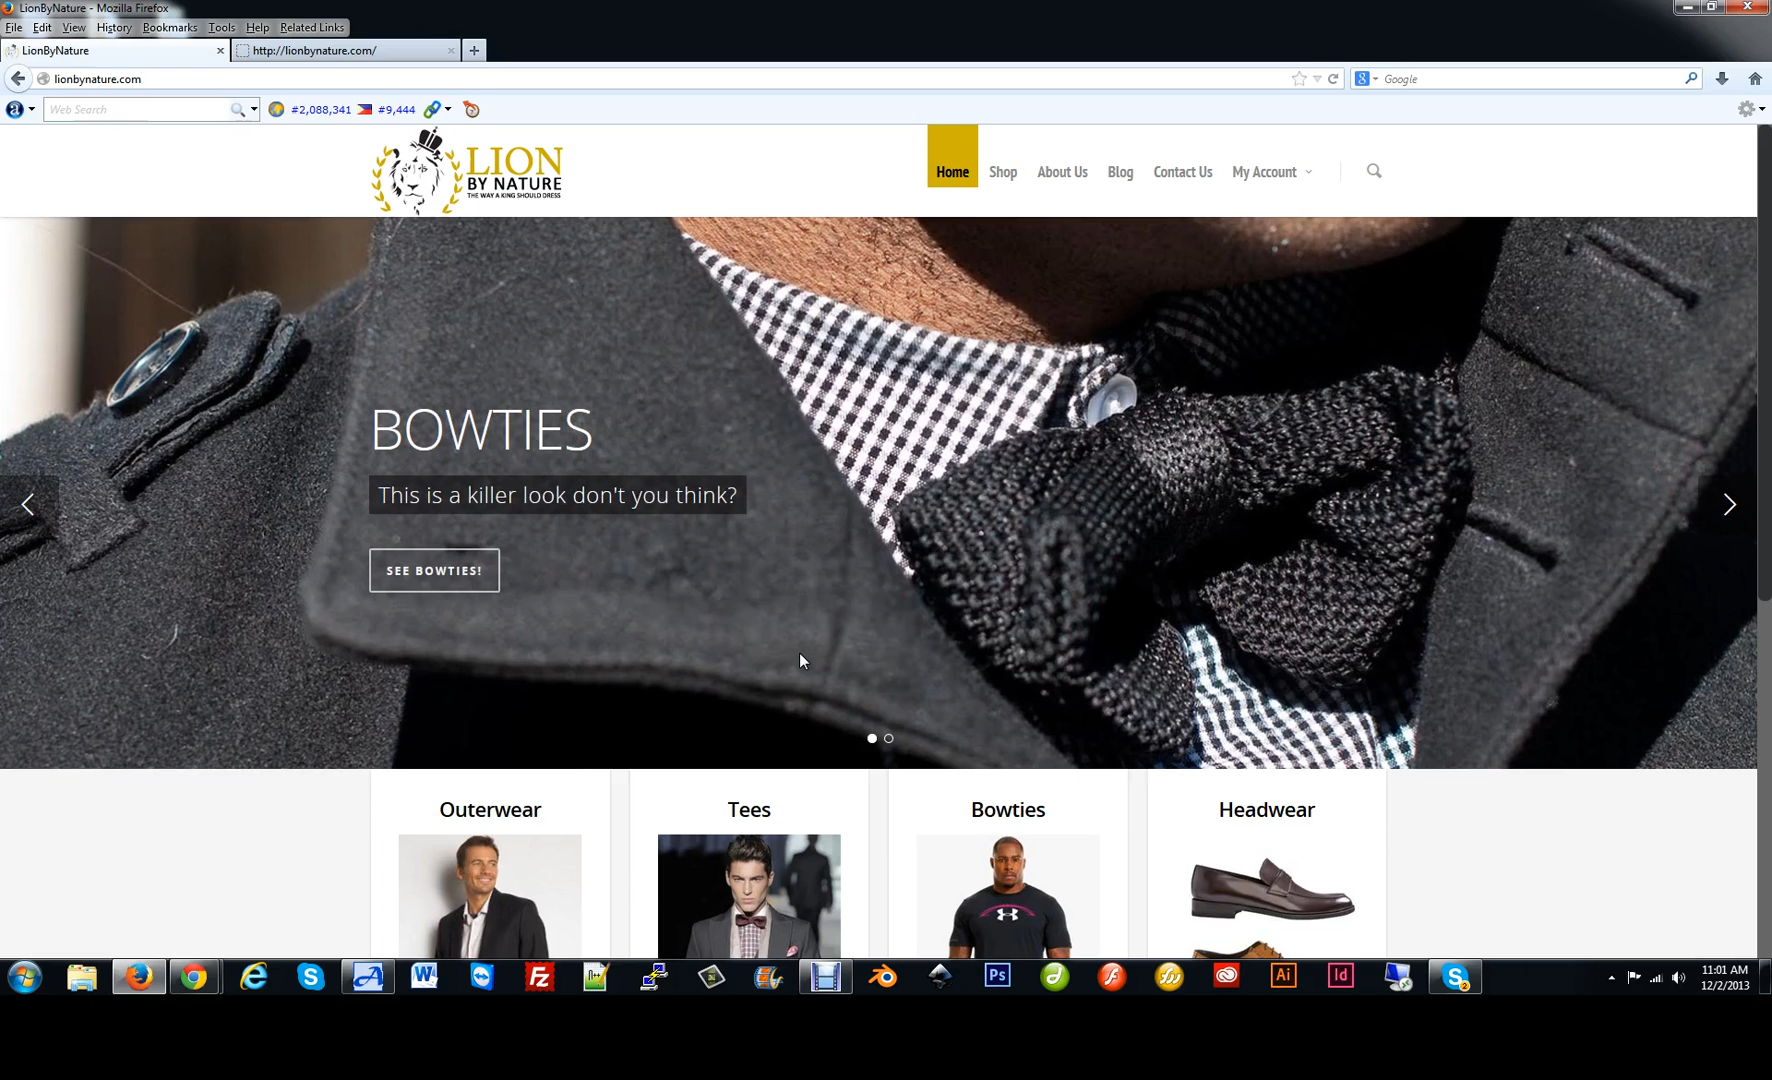 LionByNature - Mozilla Firefox
File Edit View History Bookmarks Tools Help Related Links
LionByNature
http://lionbynature.com/
lionbynature.com
Google
Web Search
#2,088,341
#9,444
LION
BY NATURE
THE WAY A KING SHOULD DRESS
Home Shop About Us Blog Contact Us My Account
BOWTIES
This is a killer look don't you think?
SEE BOWTIES!
Outerwear Tees Bowties Headwear
11:01 AM
12/2/2013